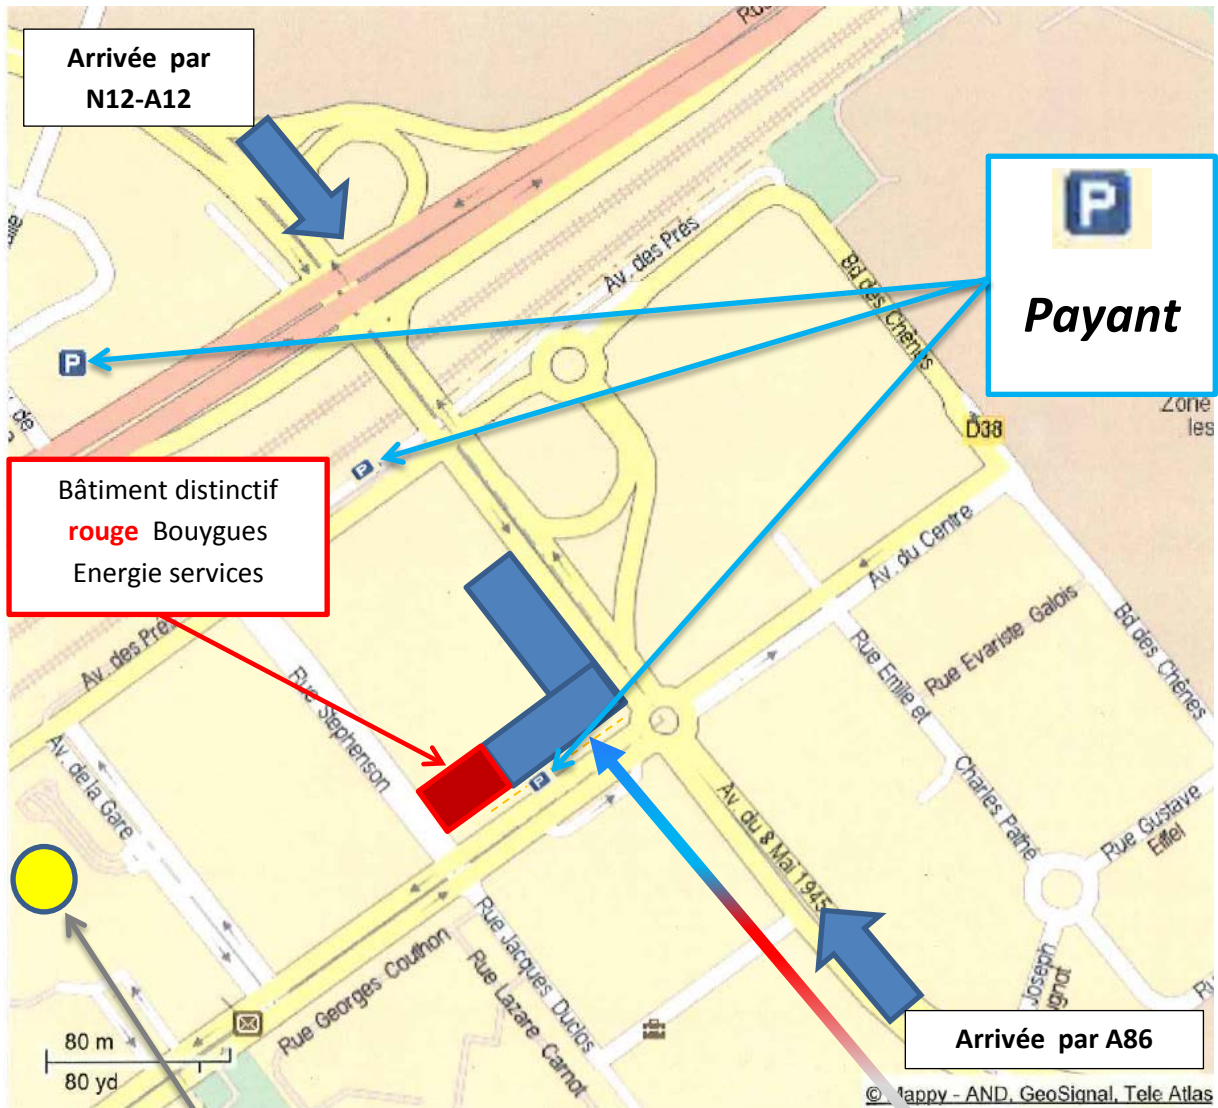 Arrivée par
N12-A12
P
Payant
Av. des Prés
Bd des Chênes
P
D38
Zone
les
P
Bâtiment distinctif
rouge Bouygues
Energie services
Av. du Centre
Rue Evariste Galois
Bd des Chênes
Av. des Prés
Rue Stephenson
Rue Emile et
Charles Pathé
Av. de la Gare
P
Av. du 8 Mai 1945
Rue Gustave
Eiffel
Rue Georges Couthon
Rue Jacques Duclos
Rue Lazare Carnot
Joseph
Arrivée par A86
80 m
80 yd
© Mappy - AND, GeoSignal, Tele Atlas